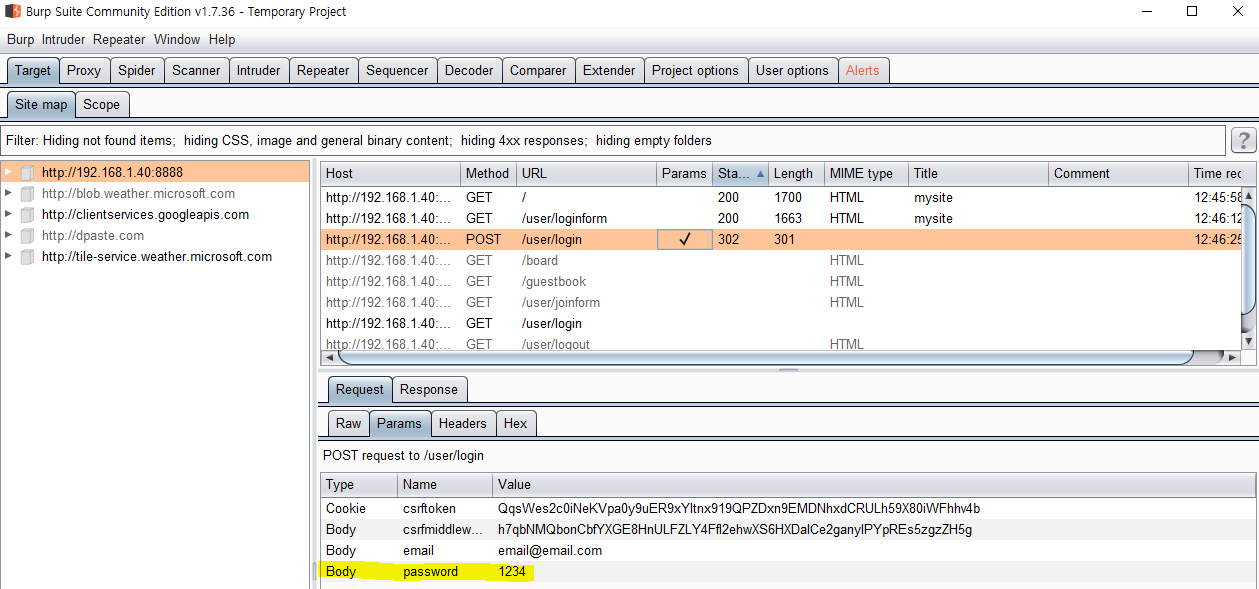 Burp Suite Community Edition v1.7.36 - Temporary Project
Burp Intruder Repeater Window Help
Target Proxy Spider Scanner Intruder Repeater Sequencer Decoder Comparer Extender Project options User options Alerts
Site map Scope
Filter: Hiding not found items; hiding CSS, image and general binary content; hiding 4xx responses; hiding empty folders ?
http://192.168.1.40:8888
http://blob.weather.microsoft.com
http://clientservices.googleapis.com
http://dpaste.com
http://tile-service.weather.microsoft.com
Host Method URL Params Sta... Length MIME type Title Comment Time rec
http://192.168.1.40:... GET / 200 1700 HTML mysite 12:45:58
http://192.168.1.40:... GET /user/loginform 200 1663 HTML mysite 12:46:12
http://192.168.1.40:... POST /user/login ✓ 302 301 12:46:25
http://192.168.1.40:... GET /board HTML
http://192.168.1.40:... GET /guestbook HTML
http://192.168.1.40:... GET /user/joinform HTML
http://192.168.1.40:... GET /user/login
http://192.168.1.40:... GET /user/logout HTML
Request Response
Raw Params Headers Hex
POST request to /user/login
Type Name Value
Cookie csrftoken QqsWes2c0iNeKVpa0y9uER9xYltnx919QPZDxn9EMDNhxdCRULh59X80iWFhhv4b
Body csrfmiddlew... h7qbNMQbonCbfYXGE8HnULFZLY4Ffl2ehwXS6HXDalCe2ganylPYpREs5zgzZH5g
Body email email@email.com
Body password 1234